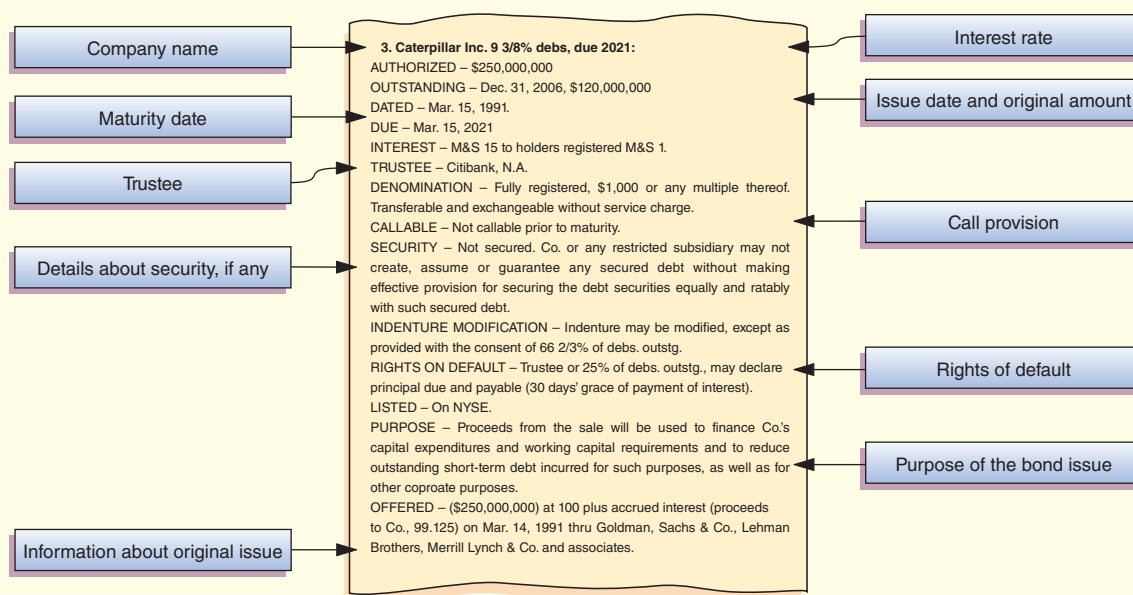 Company name
Maturity date
Trustee
Details about security, if any
Information about original issue
3. Caterpillar Inc. 9 3/8% debs, due 2021:
AUTHORIZED – $250,000,000
OUTSTANDING – Dec. 31, 2006, $120,000,000
DATED – Mar. 15, 1991.
DUE – Mar. 15, 2021
INTEREST – M&S 15 to holders registered M&S 1.
TRUSTEE – Citibank, N.A.
DENOMINATION – Fully registered, $1,000 or any multiple thereof.
Transferable and exchangeable without service charge.
CALLABLE – Not callable prior to maturity.
SECURITY – Not secured. Co. or any restricted subsidiary may not
create, assume or guarantee any secured debt without making
effective provision for securing the debt securities equally and ratably
with such secured debt.
INDENTURE MODIFICATION – Indenture may be modified, except as
provided with the consent of 66 2/3% of debs. outstg.
RIGHTS ON DEFAULT – Trustee or 25% of debs. outstg., may declare
principal due and payable (30 days' grace of payment of interest).
LISTED – On NYSE.
PURPOSE – Proceeds from the sale will be used to finance Co.'s
capital expenditures and working capital requirements and to reduce
outstanding short-term debt incurred for such purposes, as well as for
other coproate purposes.
OFFERED – ($250,000,000) at 100 plus accrued interest (proceeds
to Co., 99.125) on Mar. 14, 1991 thru Goldman, Sachs & Co., Lehman
Brothers, Merrill Lynch & Co. and associates.
Interest rate
Issue date and original amount
Call provision
Rights of default
Purpose of the bond issue